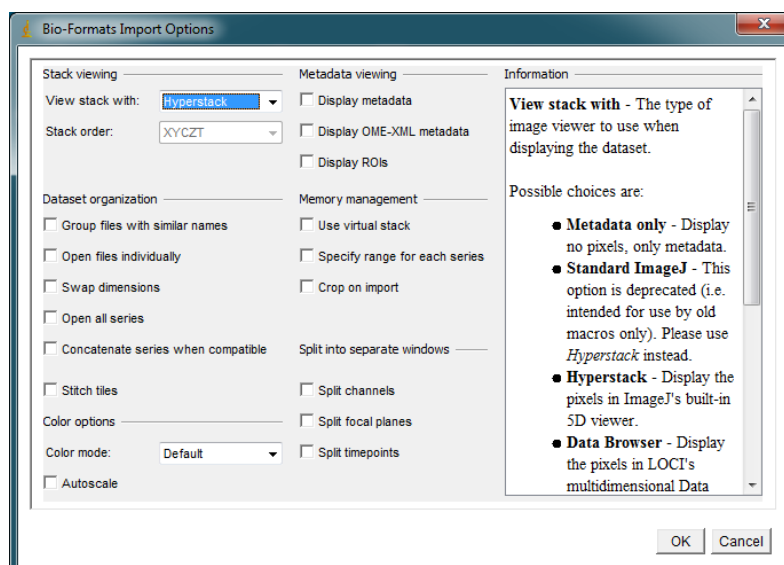 Bio-Formats Import Options
Stack viewing
View stack with: Hyperstack
Stack order: XYCZT
Metadata viewing
Display metadata
Display OME-XML metadata
Display ROIs
Information
View stack with - The type of
image viewer to use when
displaying the dataset.
Possible choices are:
Metadata only - Display
no pixels, only metadata.
Standard ImageJ - This
option is deprecated (i.e.
intended for use by old
macros only). Please use
Hyperstack instead.
Hyperstack - Display the
pixels in ImageJ's built-in
5D viewer.
Data Browser - Display
the pixels in LOCI's
multidimensional Data
Dataset organization
Group files with similar names
Open files individually
Swap dimensions
Open all series
Concatenate series when compatible
Stitch tiles
Memory management
Use virtual stack
Specify range for each series
Crop on import
Split into separate windows
Split channels
Split focal planes
Split timepoints
Color options
Color mode: Default
Autoscale
OK Cancel